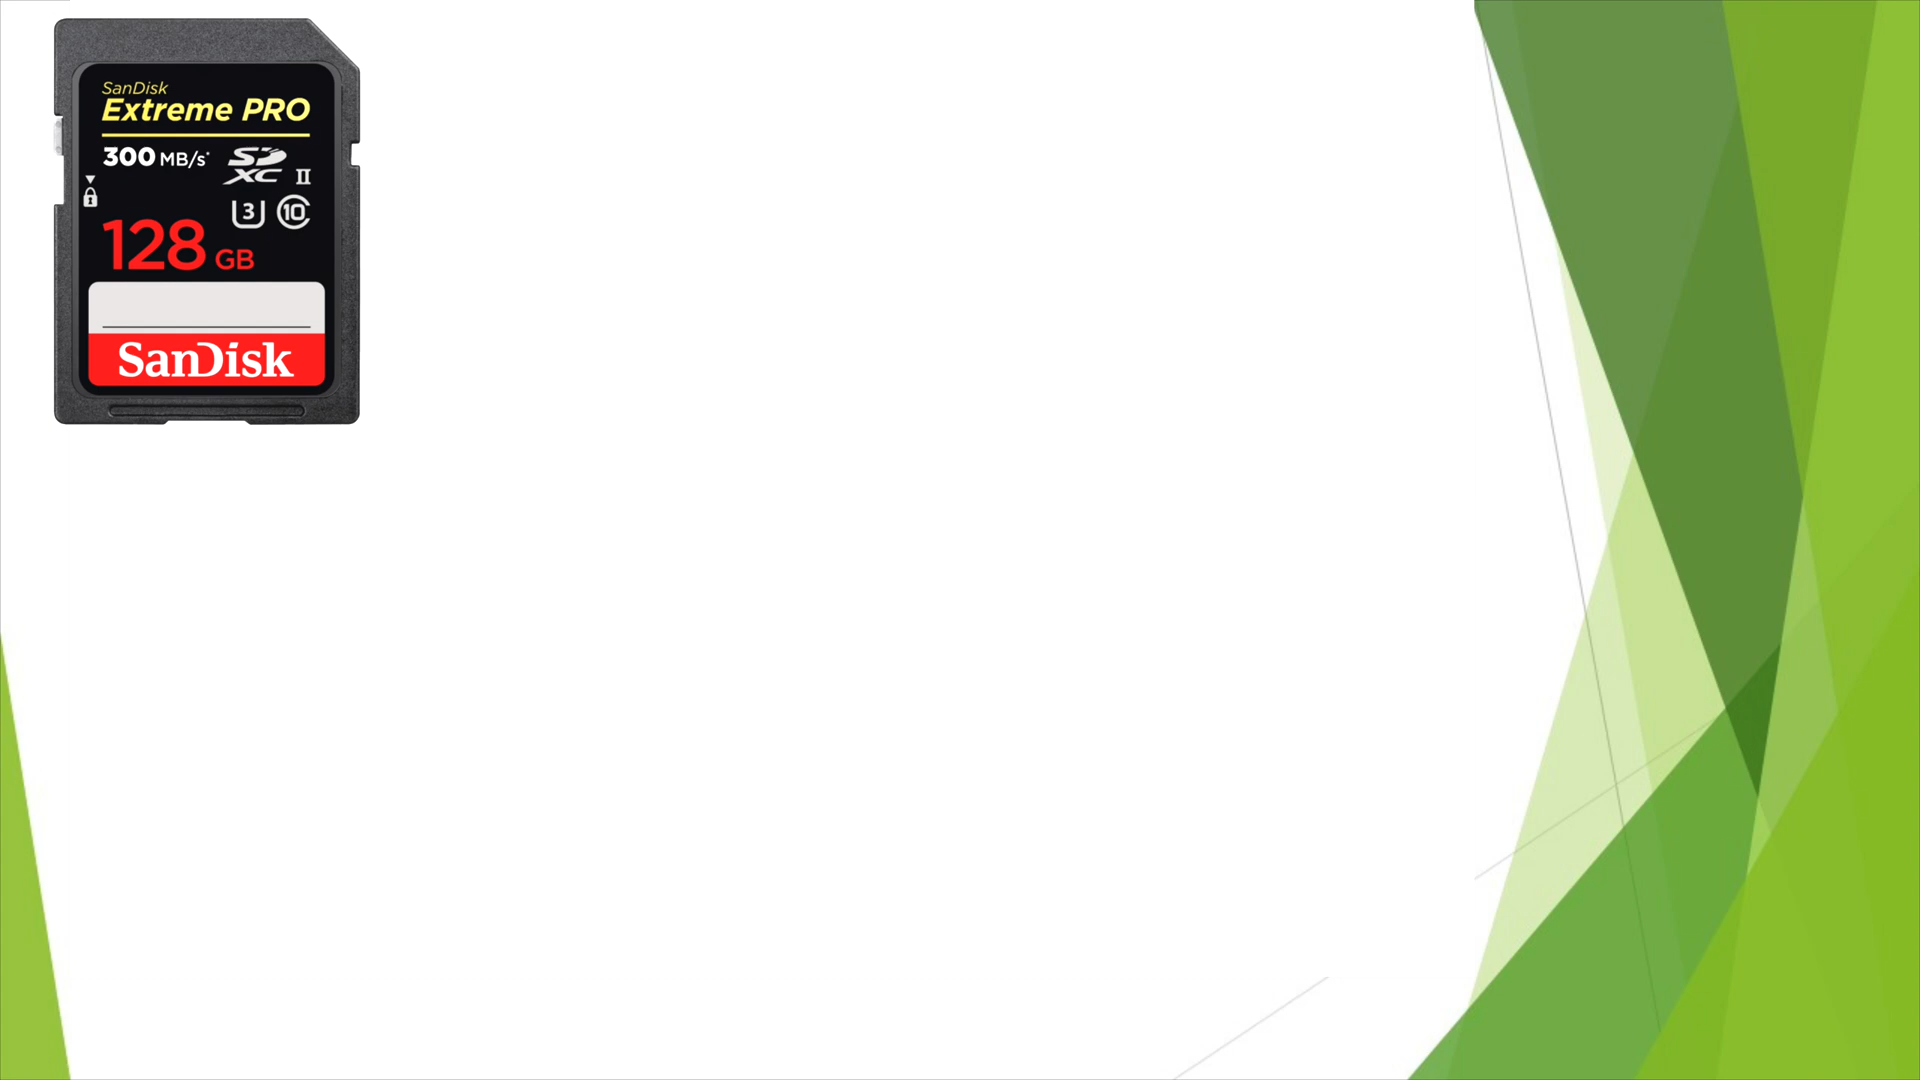 SanDisk
Extreme PRO
300 MB/s*
SD
XC II
3 10
128 GB
SanDisk